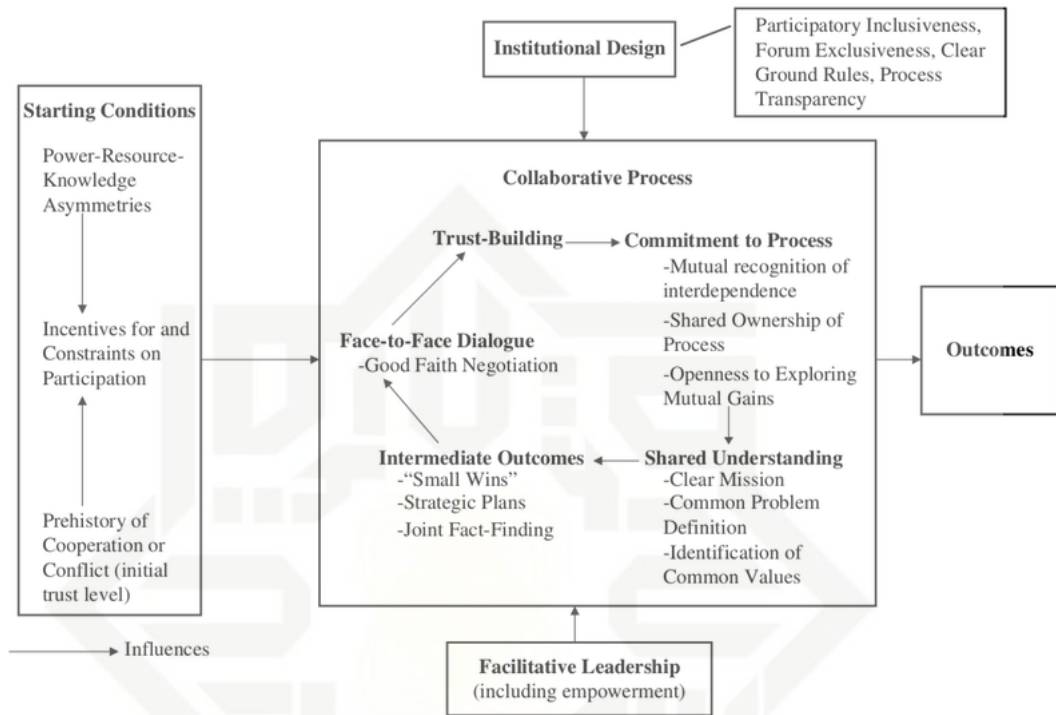 Institutional Design
Participatory Inclusiveness,
Forum Exclusiveness, Clear
Ground Rules, Process
Transparency
Starting Conditions
Power-Resource-
Knowledge
Asymmetries
Incentives for and
Constraints on
Participation
Prehistory of
Cooperation or
Conflict (initial
trust level)
Influences
Collaborative Process
Trust-Building
Commitment to Process
-Mutual recognition of
interdependence
-Shared Ownership of
Process
-Openness to Exploring
Mutual Gains
Face-to-Face Dialogue
-Good Faith Negotiation
Intermediate Outcomes
-“Small Wins”
-Strategic Plans
-Joint Fact-Finding
Shared Understanding
-Clear Mission
-Common Problem
Definition
-Identification of
Common Values
Outcomes
Facilitative Leadership
(including empowerment)